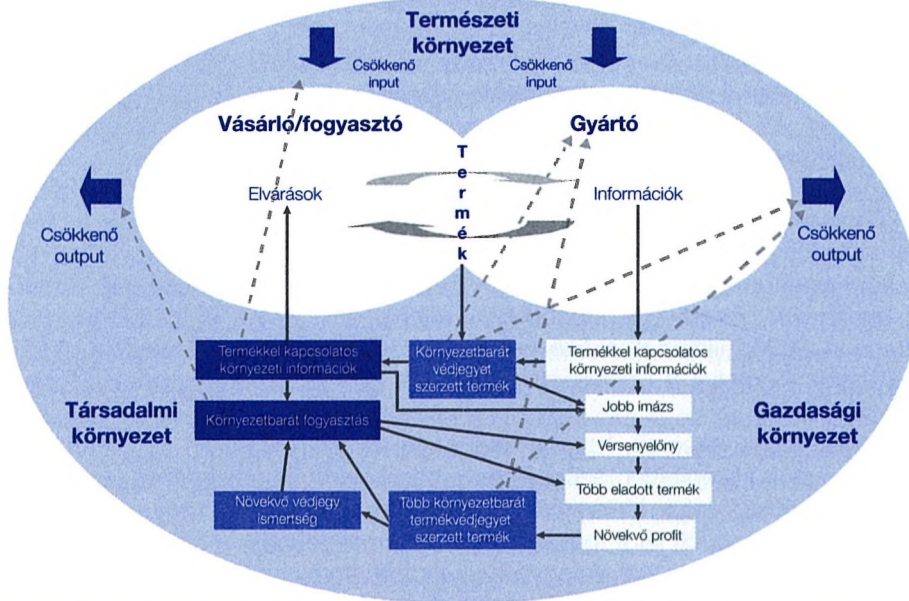 Természeti
környezet
Csökkenő
input
Csökkenő
input
Vásárló/fogyasztó
Gyártó
Termék
Elvárások
Információk
Csökkenő
output
Csökkenő
output
Termékkel kapcsolatos
környezeti információk
Környezetbarát
védjegyet
szerzett termék
Termékkel kapcsolatos
környezeti információk
Társadalmi
környezet
Környezetbarát fogyasztás
Jobb imázs
Gazdasági
környezet
Versenyelőny
Több eladott termék
Növekvő védjegy
ismertség
Több környezetbarát
termékvédjegyet
szerzett termék
Növekvő profit